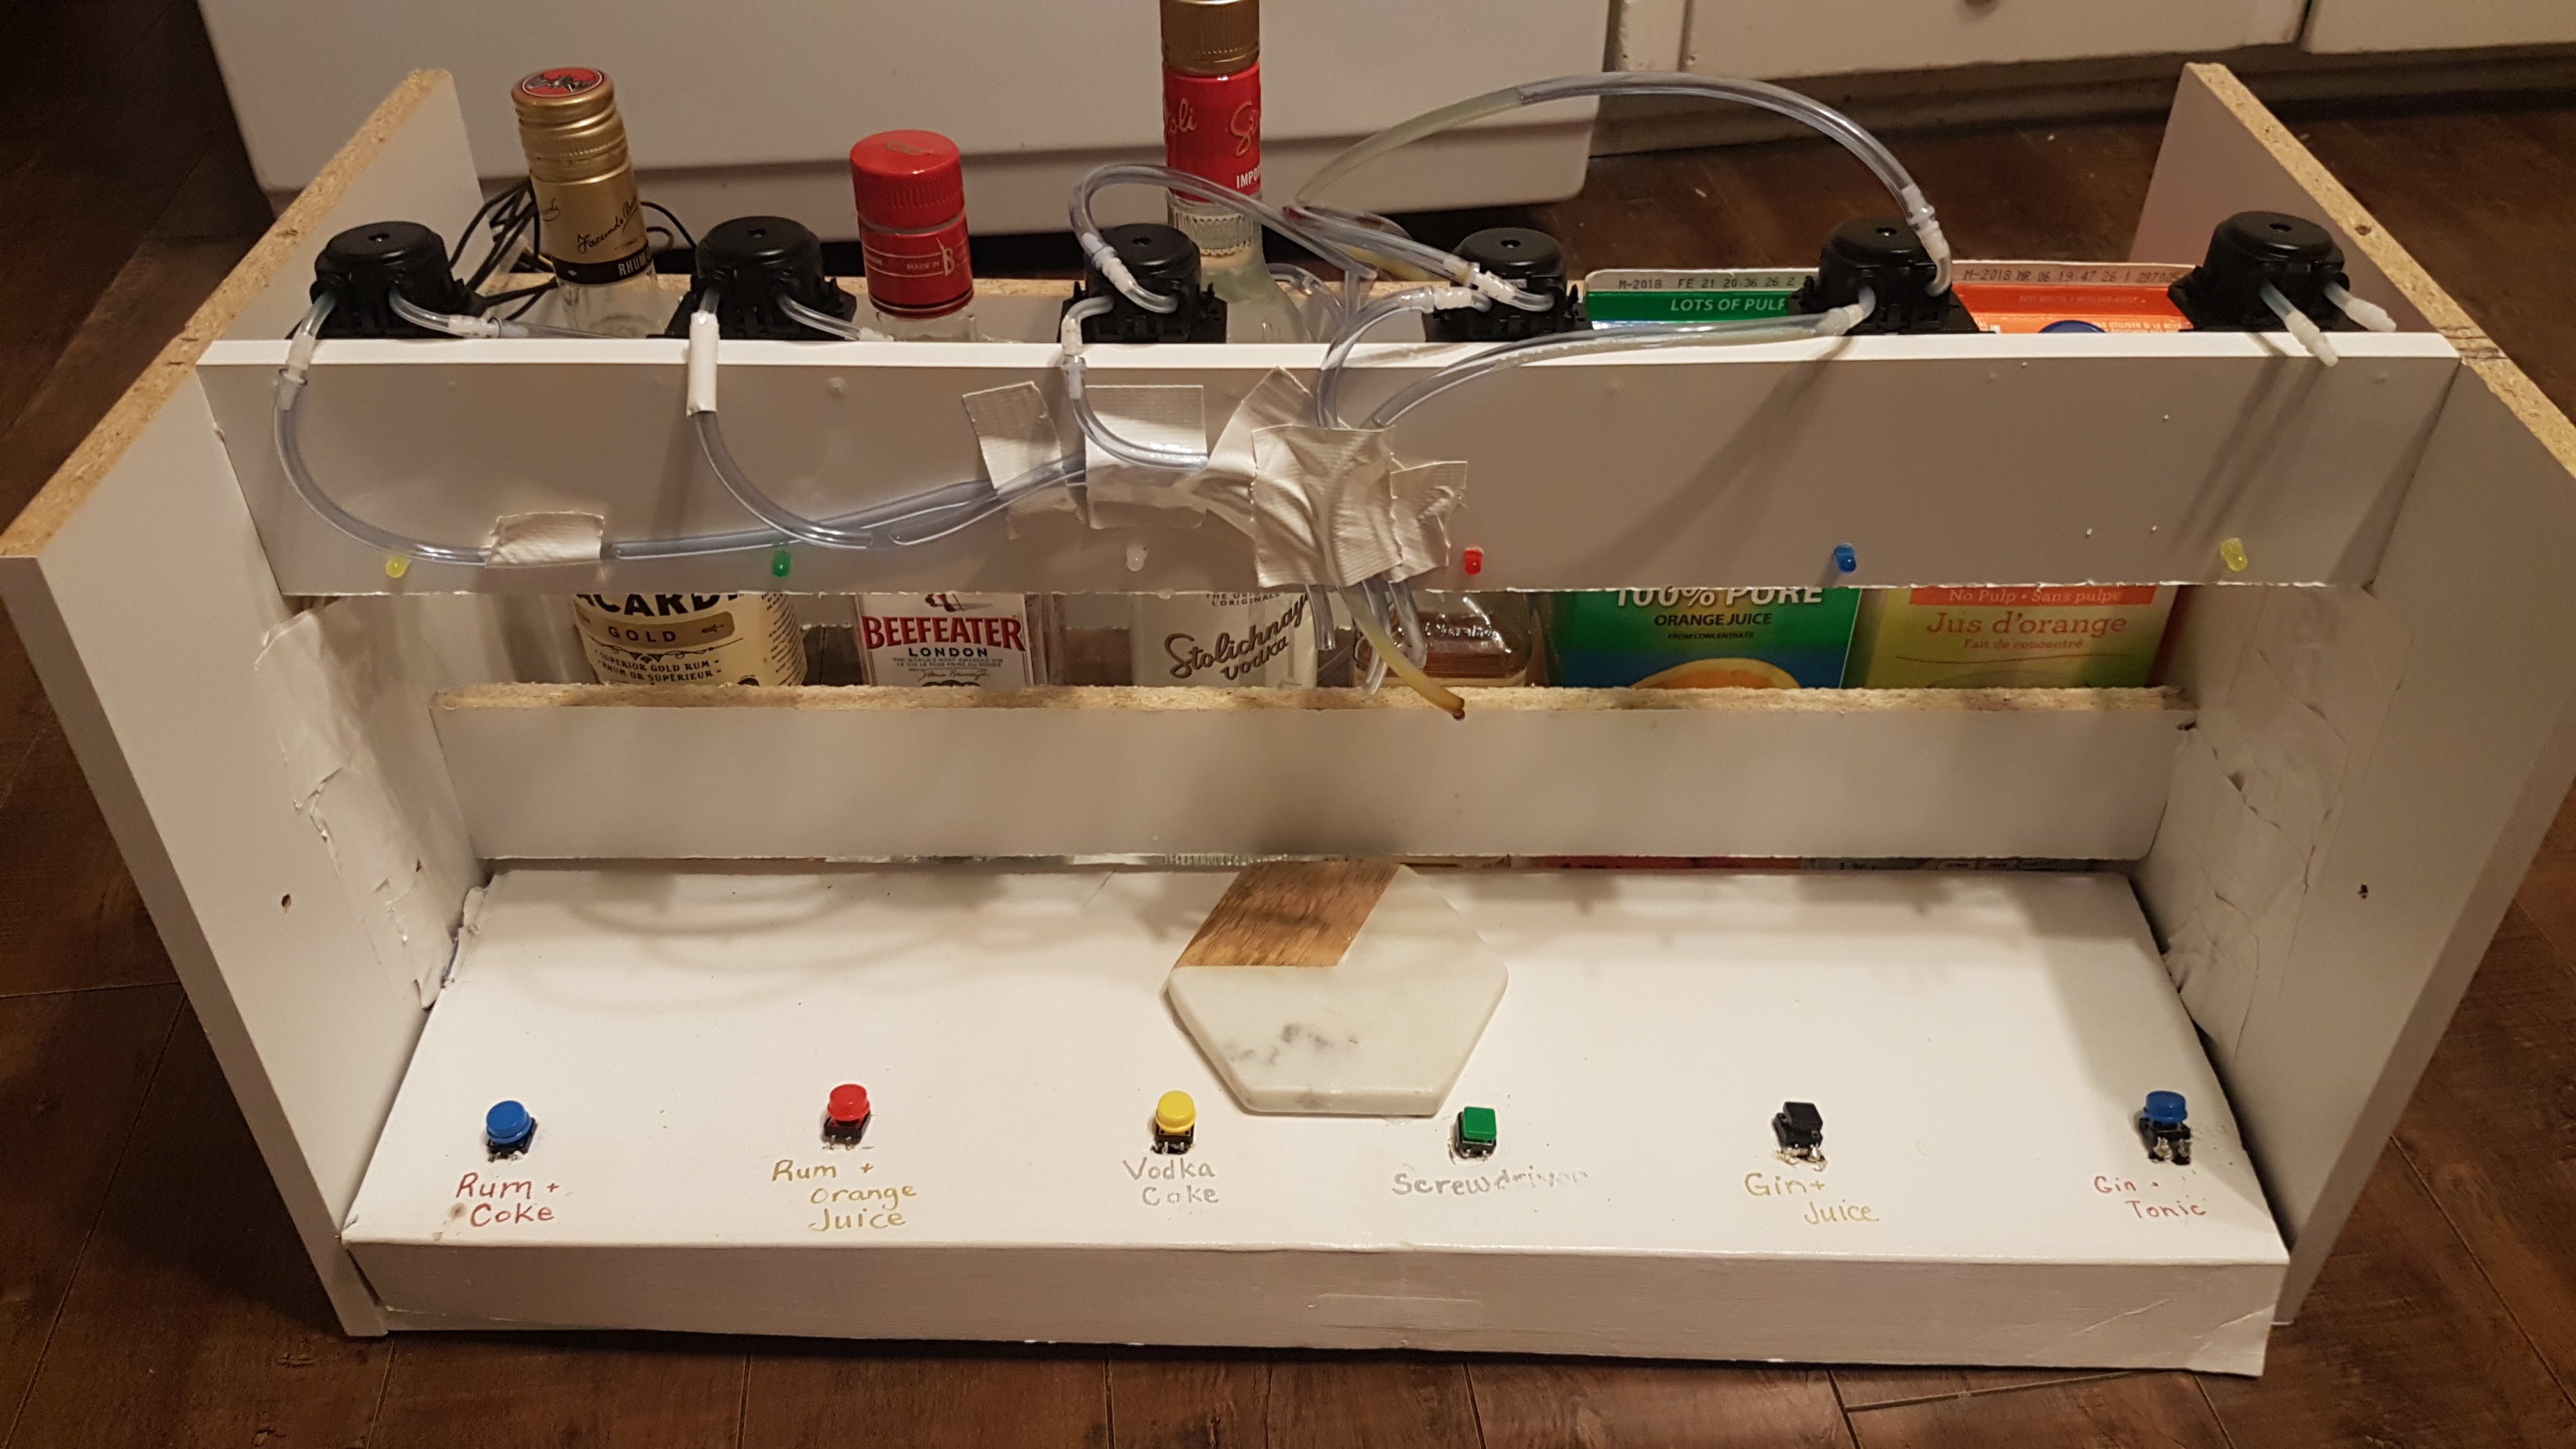 Stoli
IMPO
Facundo
RHUM
MADE IN B
M-2018 FE 21 20:36 26 2
LOTS OF PULP
M-2018 MR 06 19:47 26 1
ACARDI
GOLD
SUPERIOR GOLD RUM
RHUM OR SUPÉRIEUR
BEEFEATER
LONDON
L'ORIGINAL
Stolichnaya
vodka
100% PURE
ORANGE JUICE
FROM CONCENTRATE
No Pulp • Sans pulpe
Jus d'orange
Fait de concentré
Rum +
Coke
Rum +
Orange
Juice
Vodka
Coke
Screwdriver
Gin +
Juice
Gin +
Tonic